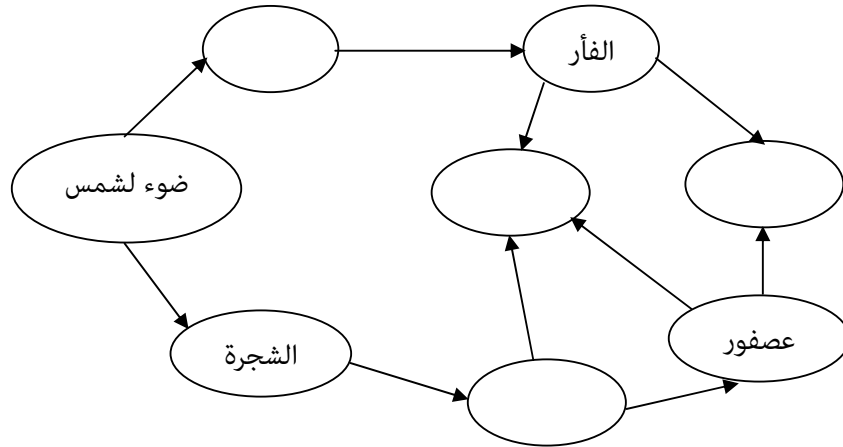 الفأر
ضوء لشمس
عصفور
الشجرة